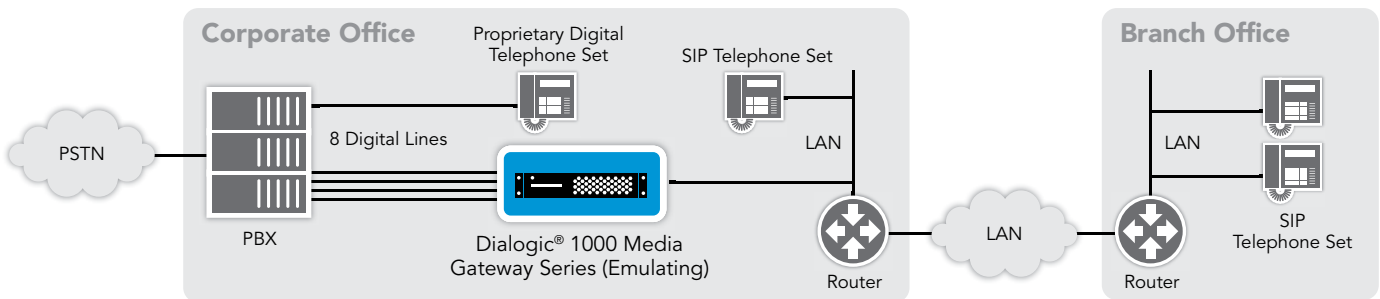 Corporate Office
Proprietary Digital
Telephone Set
SIP Telephone Set
8 Digital Lines
LAN
PSTN
PBX
Dialogic® 1000 Media
Gateway Series (Emulating)
Router
LAN
Branch Office
LAN
SIP
Telephone Set
Router